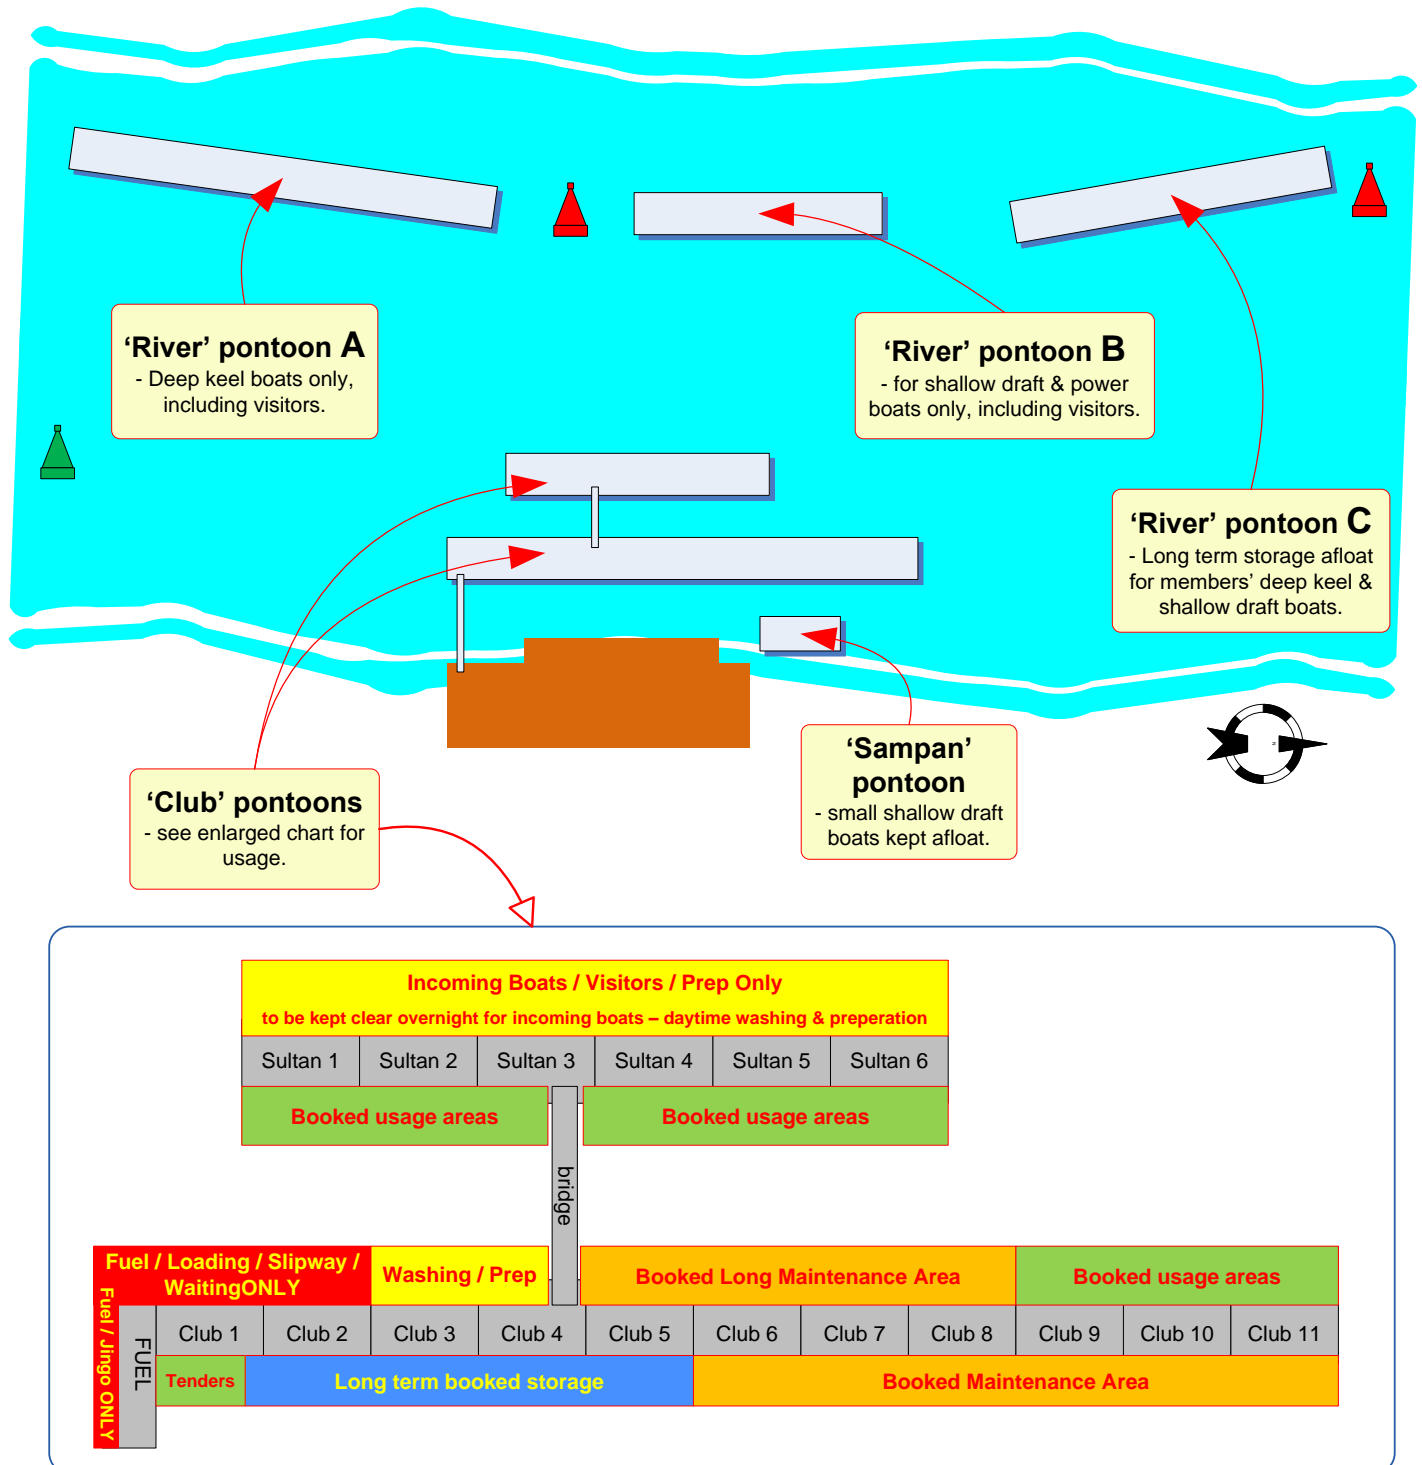 ‘River’ pontoon A
- Deep keel boats only,
including visitors.
‘River’ pontoon B
- for shallow draft & power
boats only, including visitors.
‘River’ pontoon C
- Long term storage afloat
for members’ deep keel &
shallow draft boats.
‘Sampan’
pontoon
- small shallow draft
boats kept afloat.
N
‘Club’ pontoons
- see enlarged chart for
usage.
Incoming Boats / Visitors / Prep Only
to be kept clear overnight for incoming boats – daytime washing & preperation
Sultan 1 Sultan 2 Sultan 3 Sultan 4 Sultan 5 Sultan 6
Booked usage areas Booked usage areas
bridge
Fuel / Loading / Slipway /
WaitingONLY
Washing / Prep
Booked Long Maintenance Area
Booked usage areas
Fuel / Jingo ONLY
FUEL
Club 1 Club 2 Club 3 Club 4 Club 5 Club 6 Club 7 Club 8 Club 9 Club 10 Club 11
Tenders
Long term booked storage
Booked Maintenance Area